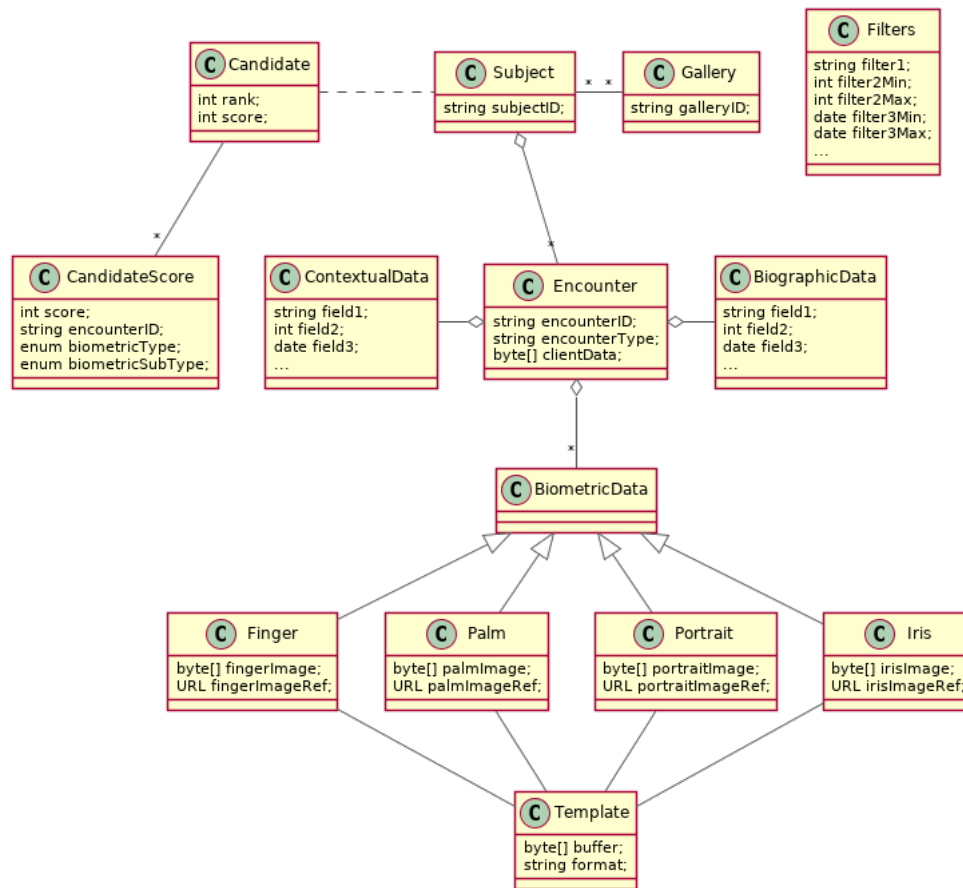 C Candidate
int rank;
int score;
C Subject
string subjectID;
* *
C Gallery
string galleryID;
C Filters
string filter1;
int filter2Min;
int filter2Max;
date filter3Min;
date filter3Max;
...
*
*
C CandidateScore
int score;
string encounterID;
enum biometricType;
enum biometricSubType;
C ContextualData
string field1;
int field2;
date field3;
...
C Encounter
string encounterID;
string encounterType;
byte[] clientData;
C BiographicData
string field1;
int field2;
date field3;
...
*
C BiometricData
C Finger
byte[] fingerImage;
URL fingerImageRef;
C Palm
byte[] palmImage;
URL palmImageRef;
C Portrait
byte[] portraitImage;
URL portraitImageRef;
C Iris
byte[] irisImage;
URL irisImageRef;
C Template
byte[] buffer;
string format;